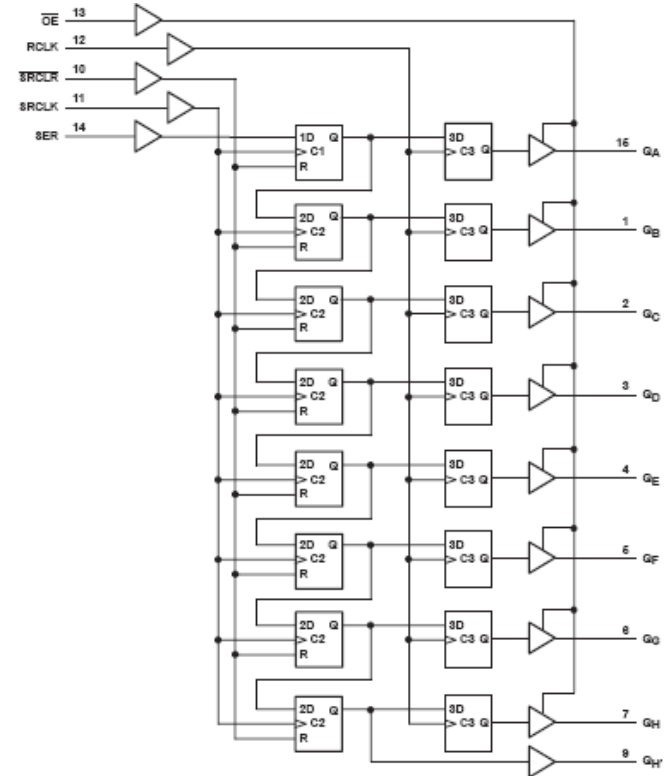 O̅E̅ 13
RCLK 12
S̅R̅C̅L̅R̅ 10
SRCLK 11
SER 14
1D Q 3D
C1 C3 Q 15 QA
R
2D Q 3D
C2 C3 Q 1 QB
R
2D Q 3D
C2 C3 Q 2 QC
R
2D Q 3D
C2 C3 Q 3 QD
R
2D Q 3D
C2 C3 Q 4 QE
R
2D Q 3D
C2 C3 Q 5 QF
R
2D Q 3D
C2 C3 Q 6 QG
R
2D Q 3D
C2 C3 Q 7 QH
R
9 QH'